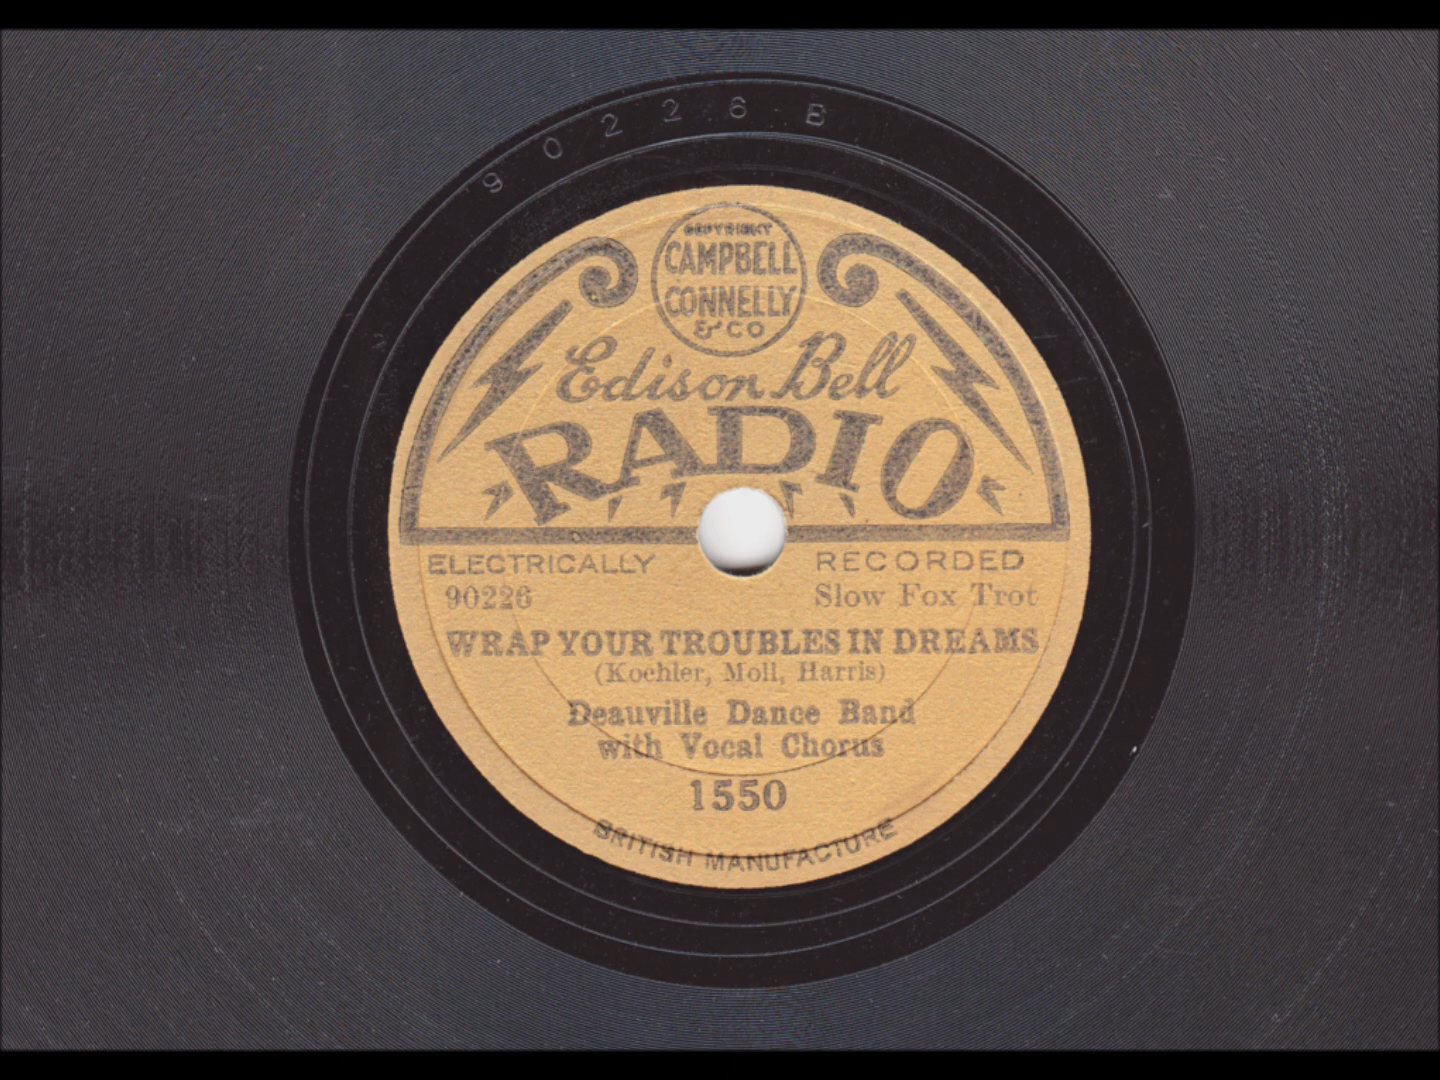 90226 B
COPYRIGHT
CAMPBELL
CONNELLY
& CO
Edison Bell
RADIO
ELECTRICALLY RECORDED
90226 Slow Fox Trot
WRAP YOUR TROUBLES IN DREAMS
(Koehler, Moll, Harris)
Deauville Dance Band
with Vocal Chorus
1550
BRITISH MANUFACTURE